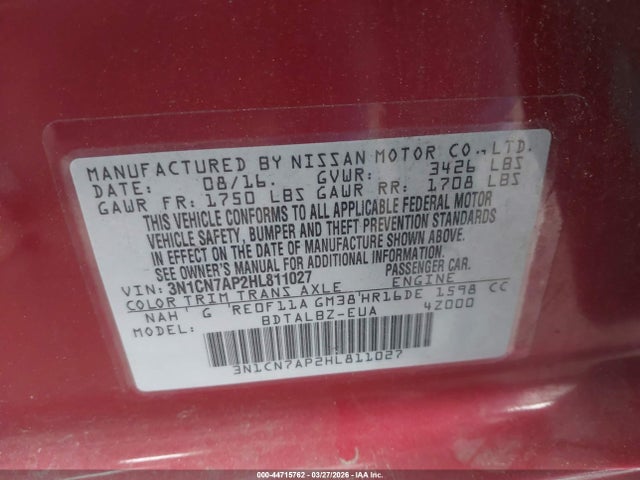 MANUFACTURED BY NISSAN MOTOR CO.,LTD.
DATE: 08/16. GVWR: 3426 LBS
GAWR FR: 1750 LBS GAWR RR: 1708 LBS
THIS VEHICLE CONFORMS TO ALL APPLICABLE FEDERAL MOTOR
VEHICLE SAFETY, BUMPER AND THEFT PREVENTION STANDARDS
IN EFFECT ON THE DATE OF MANUFACTURE SHOWN ABOVE.
SEE OWNER'S MANUAL FOR ADDITIONAL INFORMATION.
VIN: 3N1CN7AP2HL811027 PASSENGER CAR.
COLOR TRIM TRANS AXLE ENGINE
NAH G RE0F11A GM38 HR16DE 1598 CC
MODEL: BDTALBZ-EUA 4Z000
3N1CN7AP2HL811027
000-44715762 | 03/27/2026 - IAAI Copyright